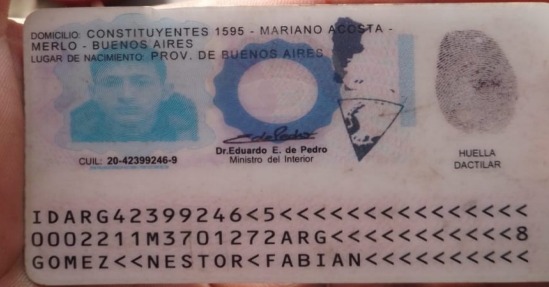 DOMICILIO: CONSTITUYENTES 1595 - MARIANO ACOSTA -
MERLO - BUENOS AIRES
LUGAR DE NACIMIENTO: PROV. DE BUENOS AIRES
CUIL: 20-42399246-9
Dr. Eduardo E. de Pedro
Ministro del Interior
HUELLA
DACTILAR
IDARG42399246<5<<<<<<<<<<<<<<<
0002211M3701272ARG<<<<<<<<<<<8
GOMEZ<<NESTOR<FABIAN<<<<<<<<<<